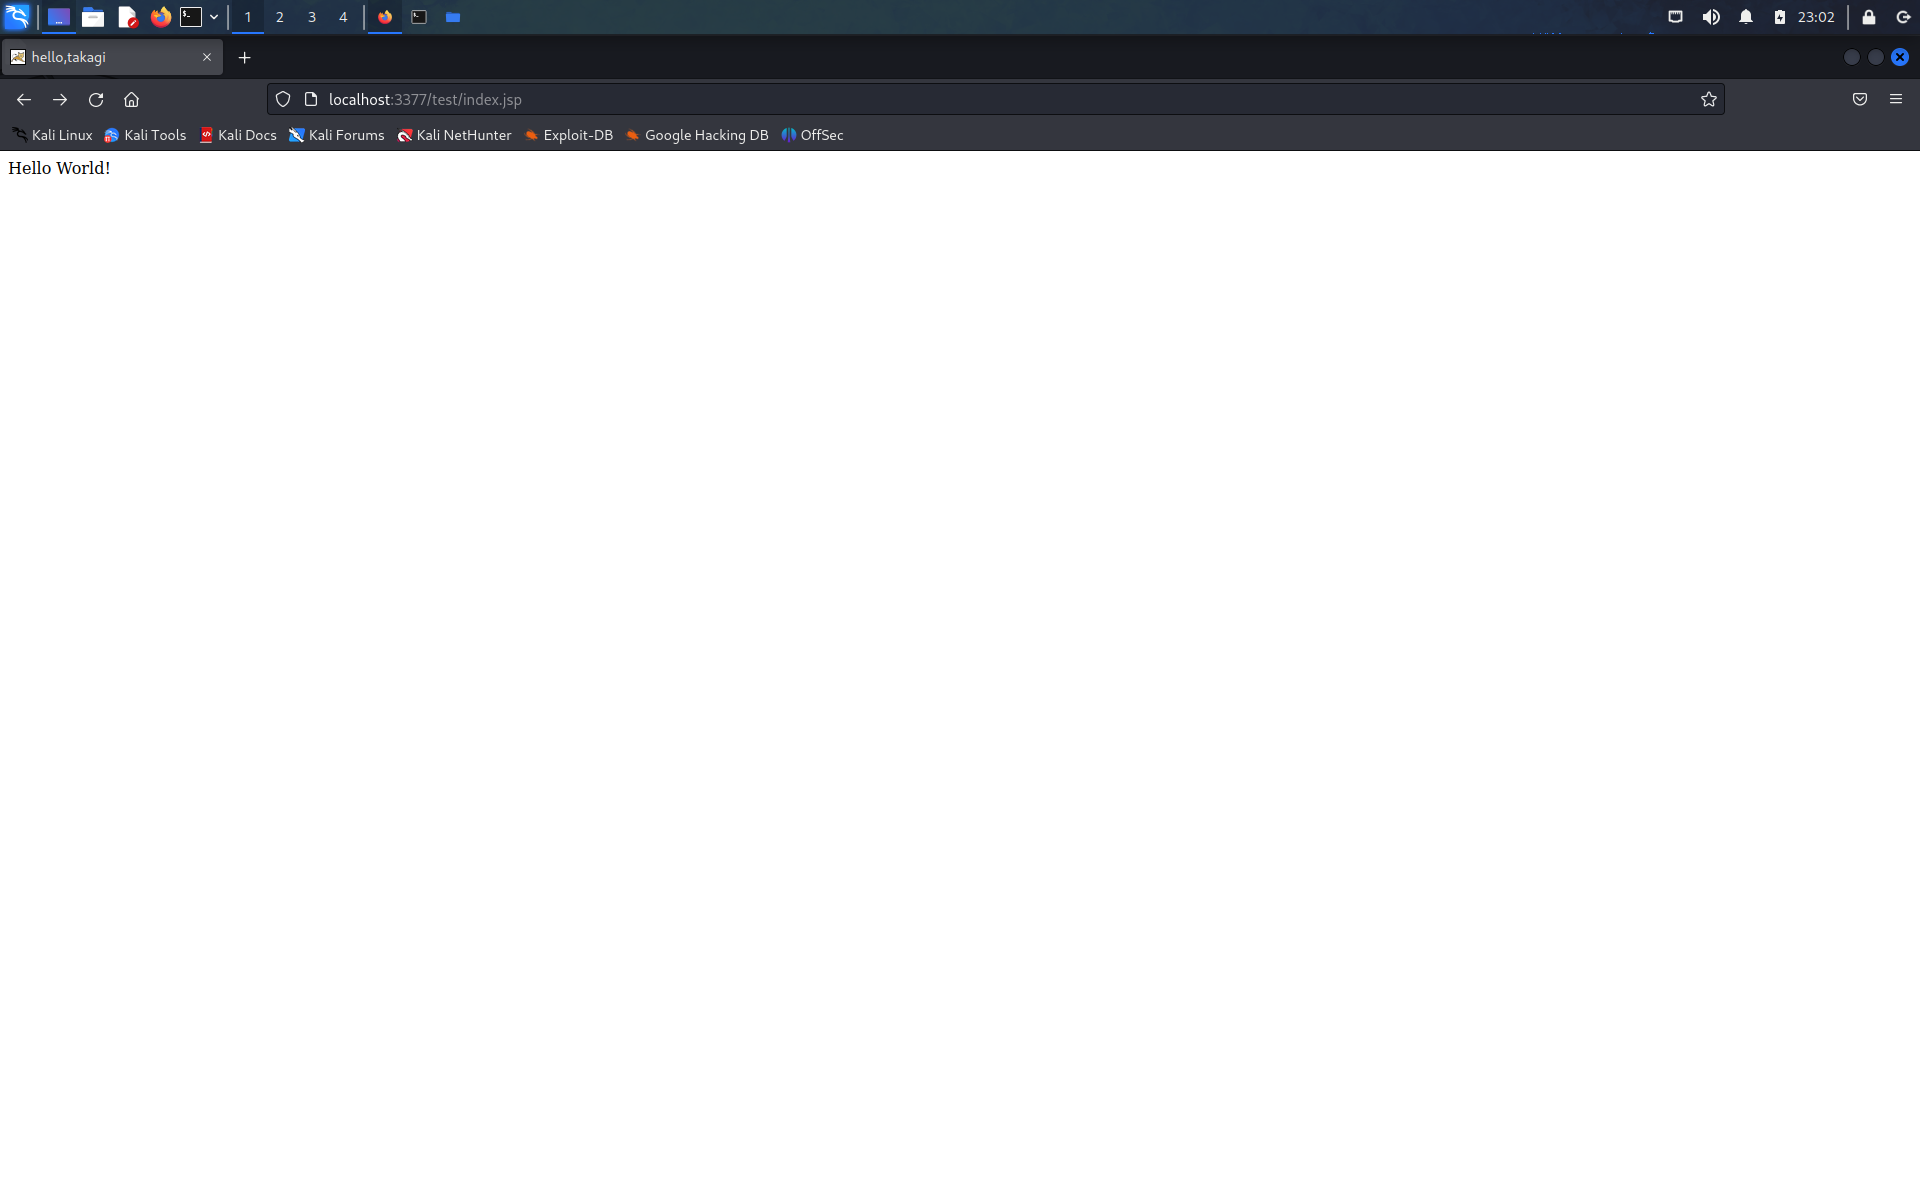 1 2 3 4 23:02
hello,takagi
localhost:3377/test/index.jsp
Kali Linux Kali Tools Kali Docs Kali Forums Kali NetHunter Exploit-DB Google Hacking DB OffSec
Hello World!